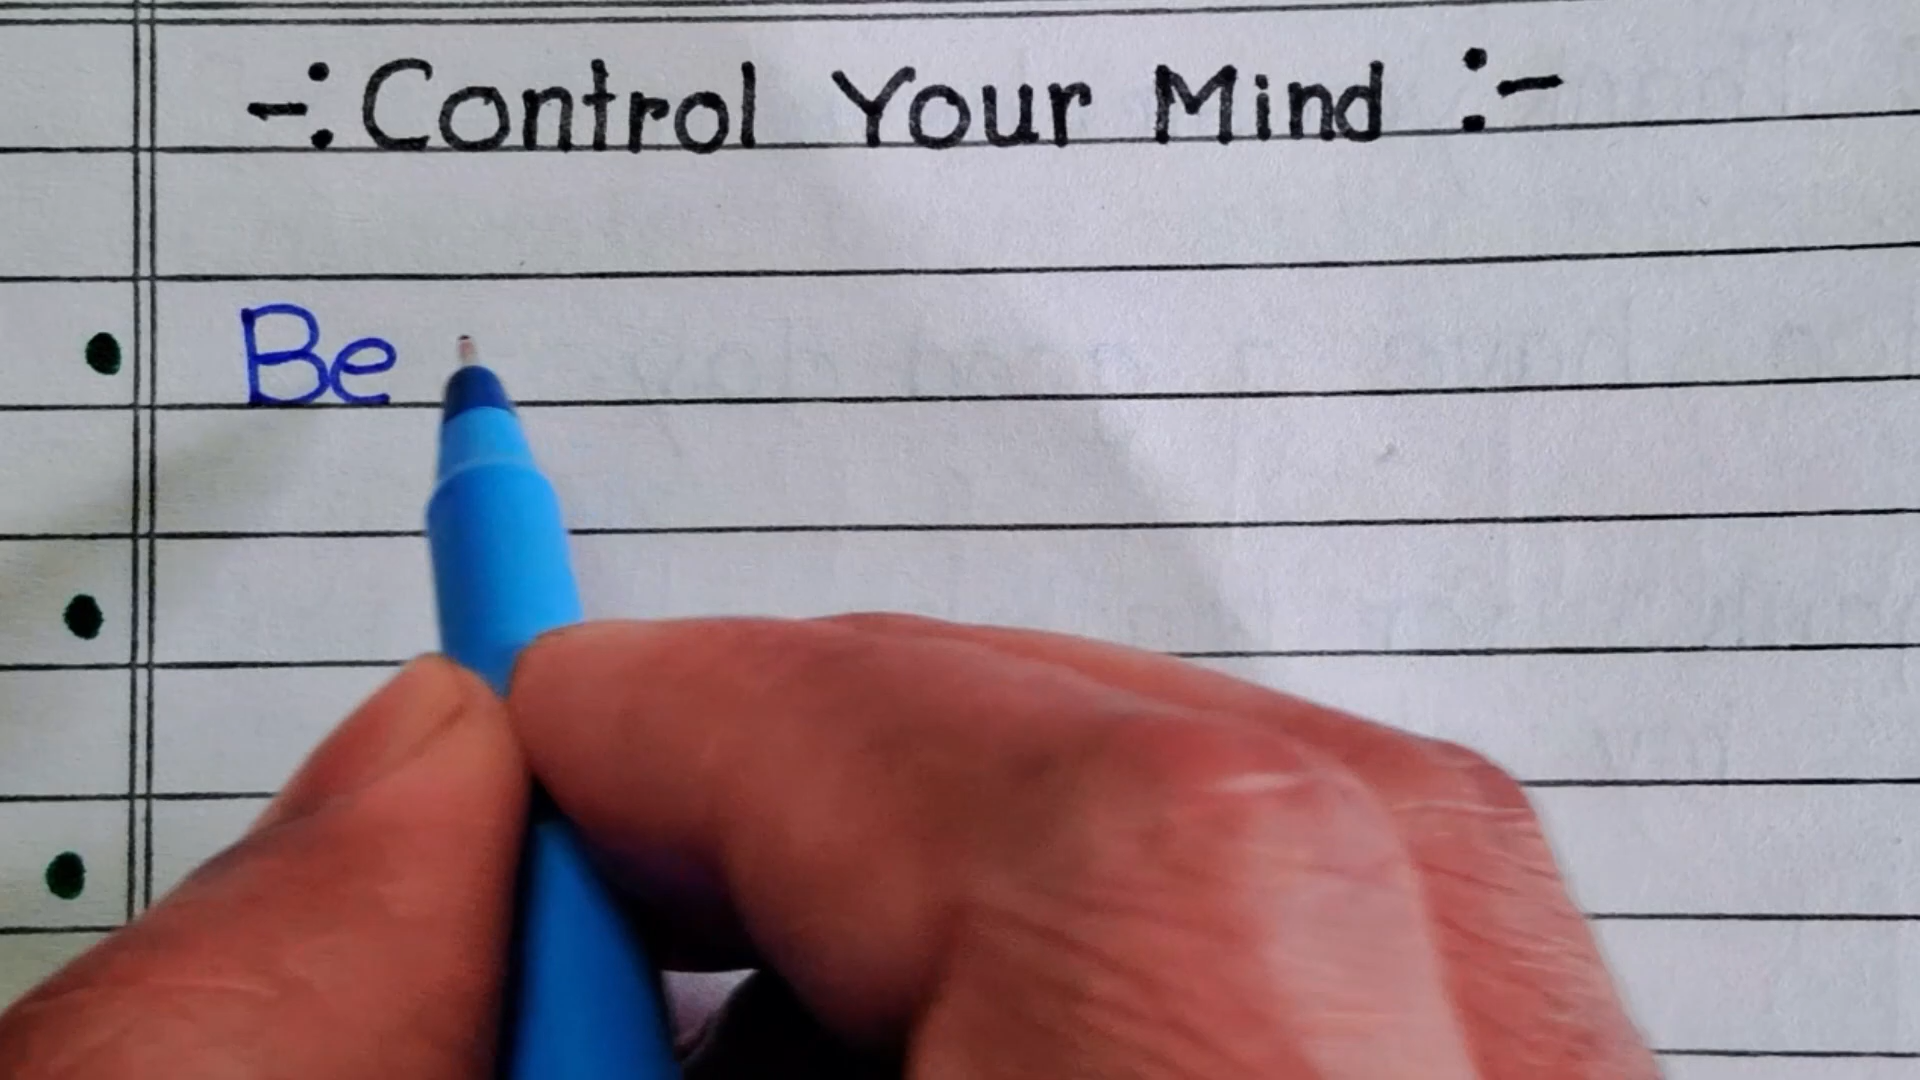 -:Control Your Mind :-
• Be